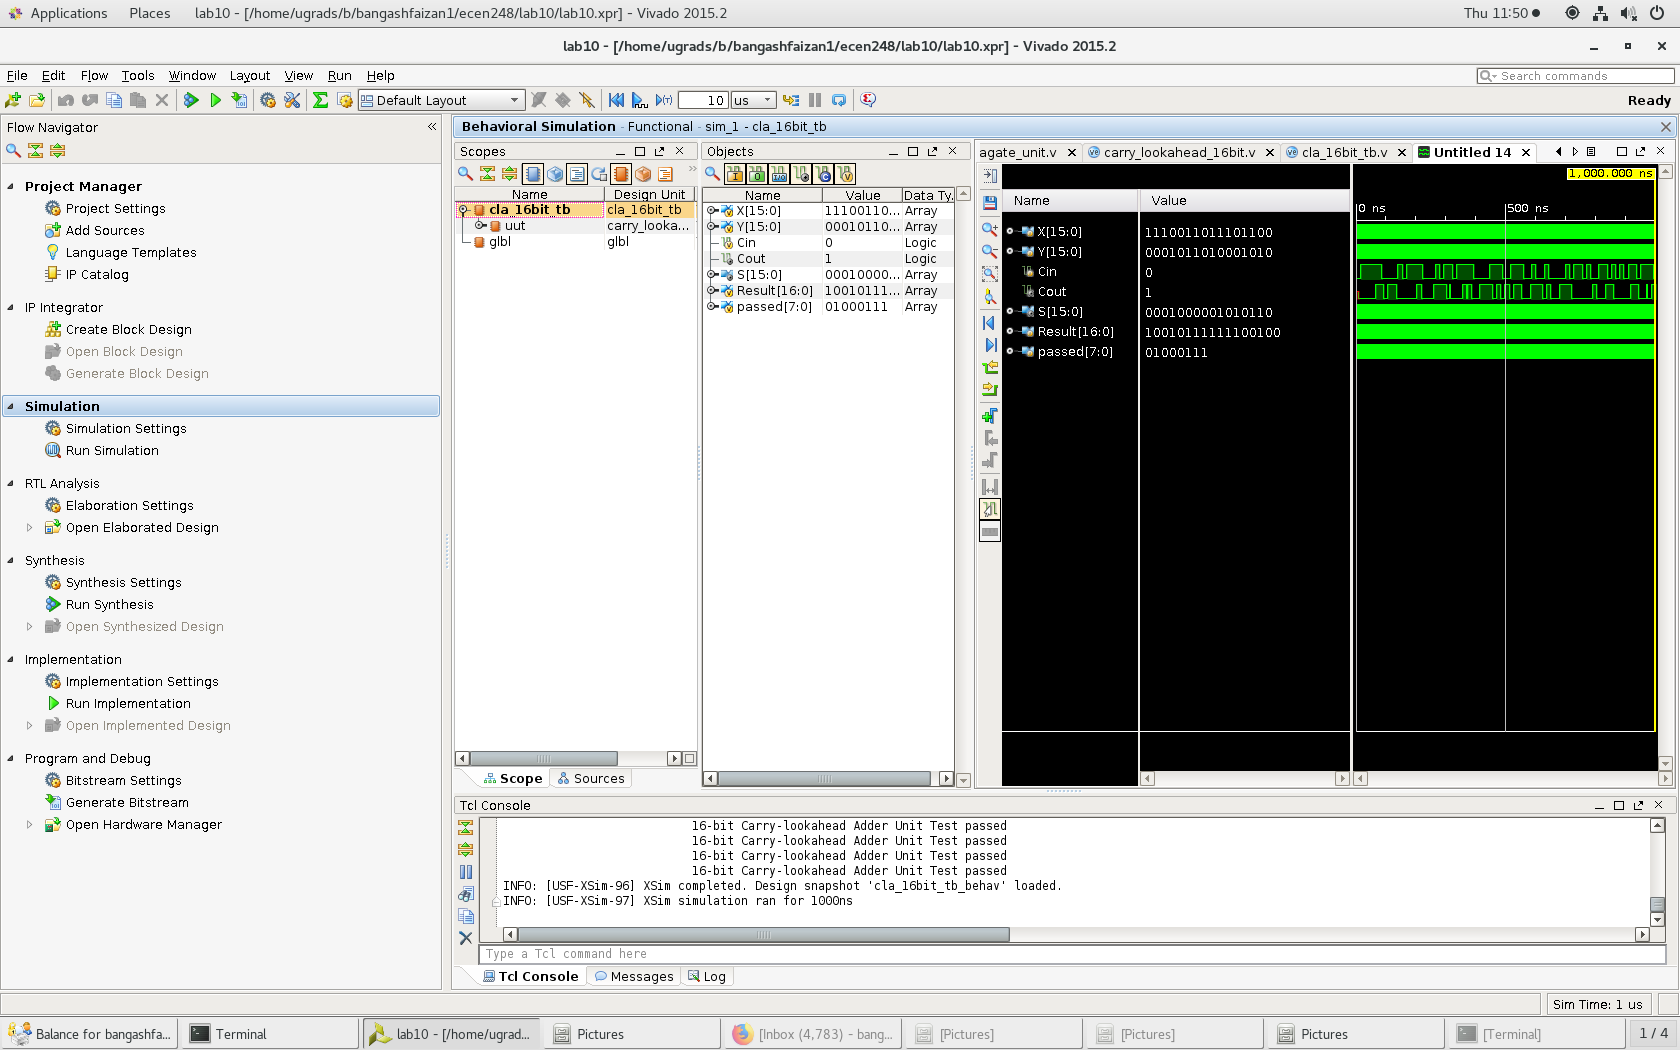 Applications Places lab10 - [/home/ugrads/b/bangashfaizan1/ecen248/lab10/lab10.xpr] - Vivado 2015.2 Thu 11:50
lab10 - [/home/ugrads/b/bangashfaizan1/ecen248/lab10/lab10.xpr] - Vivado 2015.2
File Edit Flow Tools Window Layout View Run Help Search commands
Default Layout 10 us Ready
Flow Navigator
Project Manager
Project Settings
Add Sources
Language Templates
IP Catalog
IP Integrator
Create Block Design
Open Block Design
Generate Block Design
Simulation
Simulation Settings
Run Simulation
RTL Analysis
Elaboration Settings
Open Elaborated Design
Synthesis
Synthesis Settings
Run Synthesis
Open Synthesized Design
Implementation
Implementation Settings
Run Implementation
Open Implemented Design
Program and Debug
Bitstream Settings
Generate Bitstream
Open Hardware Manager
Behavioral Simulation - Functional - sim_1 - cla_16bit_tb
Scopes
Name Design Unit
cla_16bit_tb cla_16bit_tb
uut carry_looka...
glbl glbl
Scope Sources
Objects
Name Value Data Ty.
X[15:0] 11100110... Array
Y[15:0] 00010110... Array
Cin 0 Logic
Cout 1 Logic
S[15:0] 00010000... Array
Result[16:0] 10010111... Array
passed[7:0] 01000111 Array
agate_unit.v carry_lookahead_16bit.v cla_16bit_tb.v Untitled 14
1,000.000 ns
Name Value
0 ns 500 ns
X[15:0] 1110011011101100
Y[15:0] 0001011010001010
Cin 0
Cout 1
S[15:0] 0001000001010110
Result[16:0] 10010111111100100
passed[7:0] 01000111
Tcl Console
16-bit Carry-lookahead Adder Unit Test passed
16-bit Carry-lookahead Adder Unit Test passed
16-bit Carry-lookahead Adder Unit Test passed
16-bit Carry-lookahead Adder Unit Test passed
INFO: [USF-XSim-96] XSim completed. Design snapshot 'cla_16bit_tb_behav' loaded.
INFO: [USF-XSim-97] XSim simulation ran for 1000ns
Type a Tcl command here
Tcl Console Messages Log
Sim Time: 1 us
Balance for bangashfa... Terminal lab10 - [/home/ugrad... Pictures [Inbox (4,783) - bang... [Pictures] [Pictures] Pictures [Terminal] 1 / 4